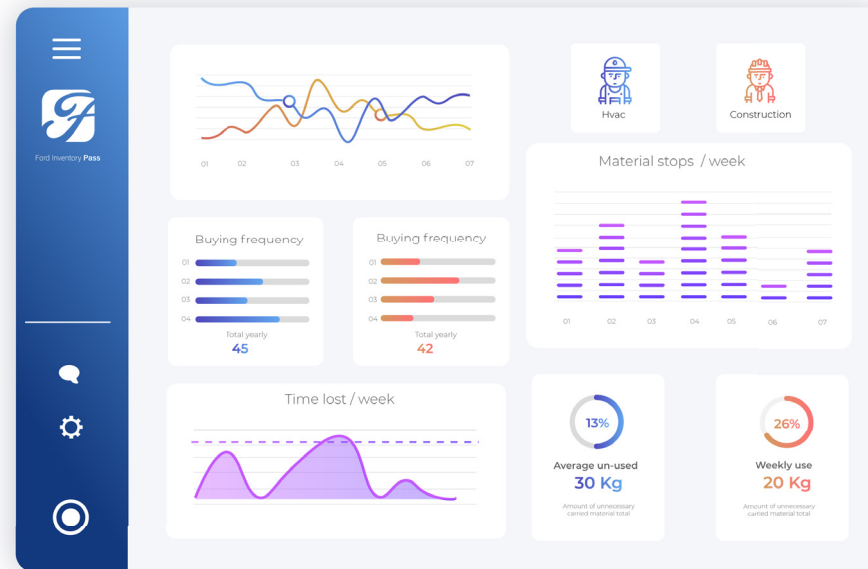 Ford Inventory Pass
01 02 03 04 05 06 07
Hvac
Construction
Buying frequency
01
02
03
04
Total yearly
45
Buying frequency
01
02
03
04
Total yearly
42
Material stops / week
01 02 03 04 05 06 07
Time lost / week
13%
Average un-used
30 Kg
Amount of unnecessary
carried material total
26%
Weekly use
20 Kg
Amount of unnecessary
carried material total